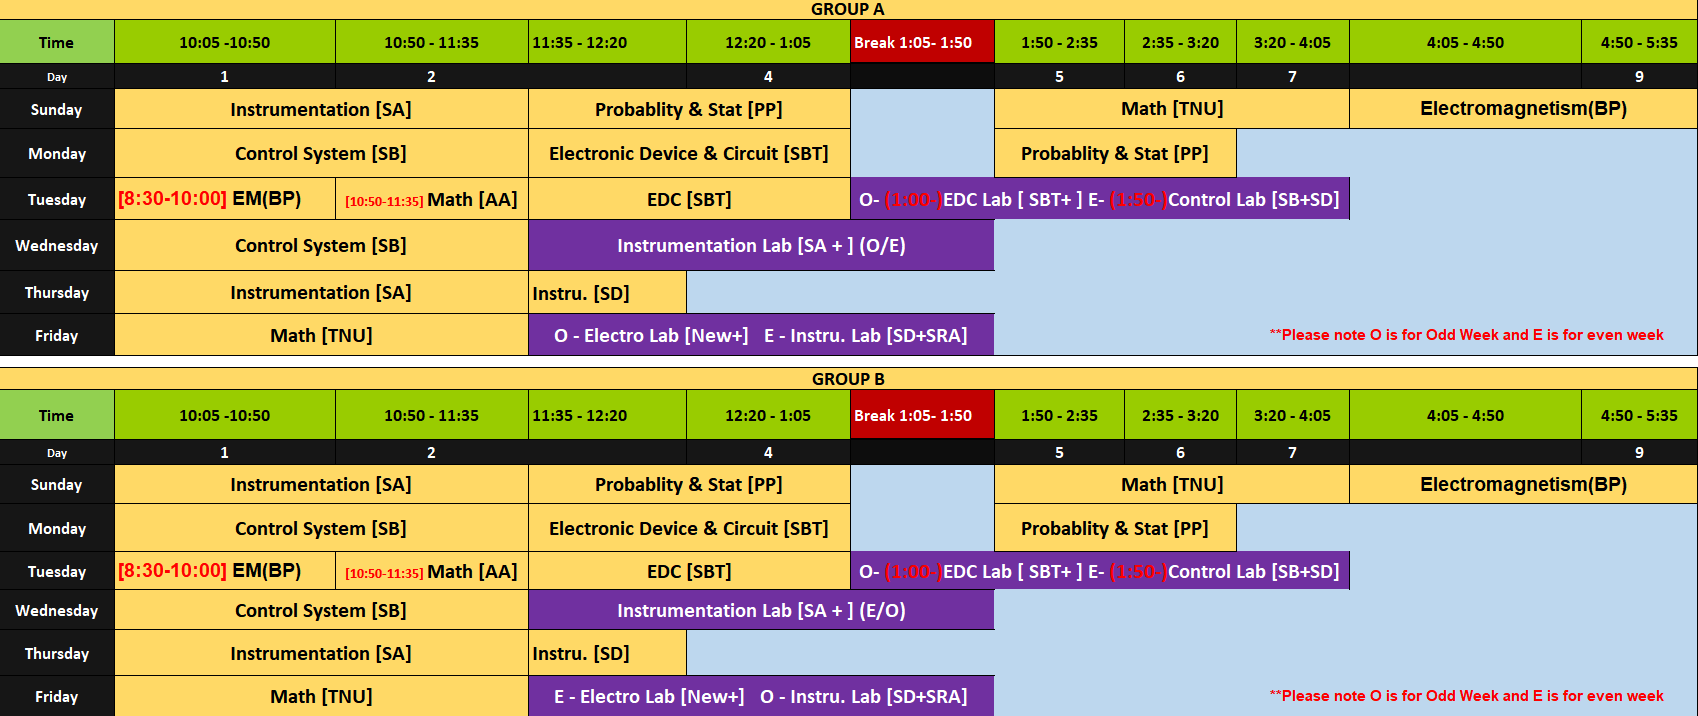 GROUP A
Time 10:05 -10:50 10:50 - 11:35 11:35 - 12:20 12:20 - 1:05 Break 1:05- 1:50 1:50 - 2:35 2:35 - 3:20 3:20 - 4:05 4:05 - 4:50 4:50 - 5:35
Day 1 2 4 5 6 7 9
Sunday Instrumentation [SA] Probablity & Stat [PP] Math [TNU] Electromagnetism(BP)
Monday Control System [SB] Electronic Device & Circuit [SBT] Probablity & Stat [PP]
Tuesday [8:30-10:00] EM(BP) [10:50-11:35] Math [AA] EDC [SBT] O- (1:00-)EDC Lab [ SBT+ ] E- (1:50-)Control Lab [SB+SD]
Wednesday Control System [SB] Instrumentation Lab [SA + ] (O/E)
Thursday Instrumentation [SA] Instru. [SD]
Friday Math [TNU] O - Electro Lab [New+] E - Instru. Lab [SD+SRA] **Please note O is for Odd Week and E is for even week
GROUP B
Time 10:05 -10:50 10:50 - 11:35 11:35 - 12:20 12:20 - 1:05 Break 1:05- 1:50 1:50 - 2:35 2:35 - 3:20 3:20 - 4:05 4:05 - 4:50 4:50 - 5:35
Day 1 2 4 5 6 7 9
Sunday Instrumentation [SA] Probablity & Stat [PP] Math [TNU] Electromagnetism(BP)
Monday Control System [SB] Electronic Device & Circuit [SBT] Probablity & Stat [PP]
Tuesday [8:30-10:00] EM(BP) [10:50-11:35] Math [AA] EDC [SBT] O- (1:00-)EDC Lab [ SBT+ ] E- (1:50-)Control Lab [SB+SD]
Wednesday Control System [SB] Instrumentation Lab [SA + ] (E/O)
Thursday Instrumentation [SA] Instru. [SD]
Friday Math [TNU] E - Electro Lab [New+] O - Instru. Lab [SD+SRA] **Please note O is for Odd Week and E is for even week